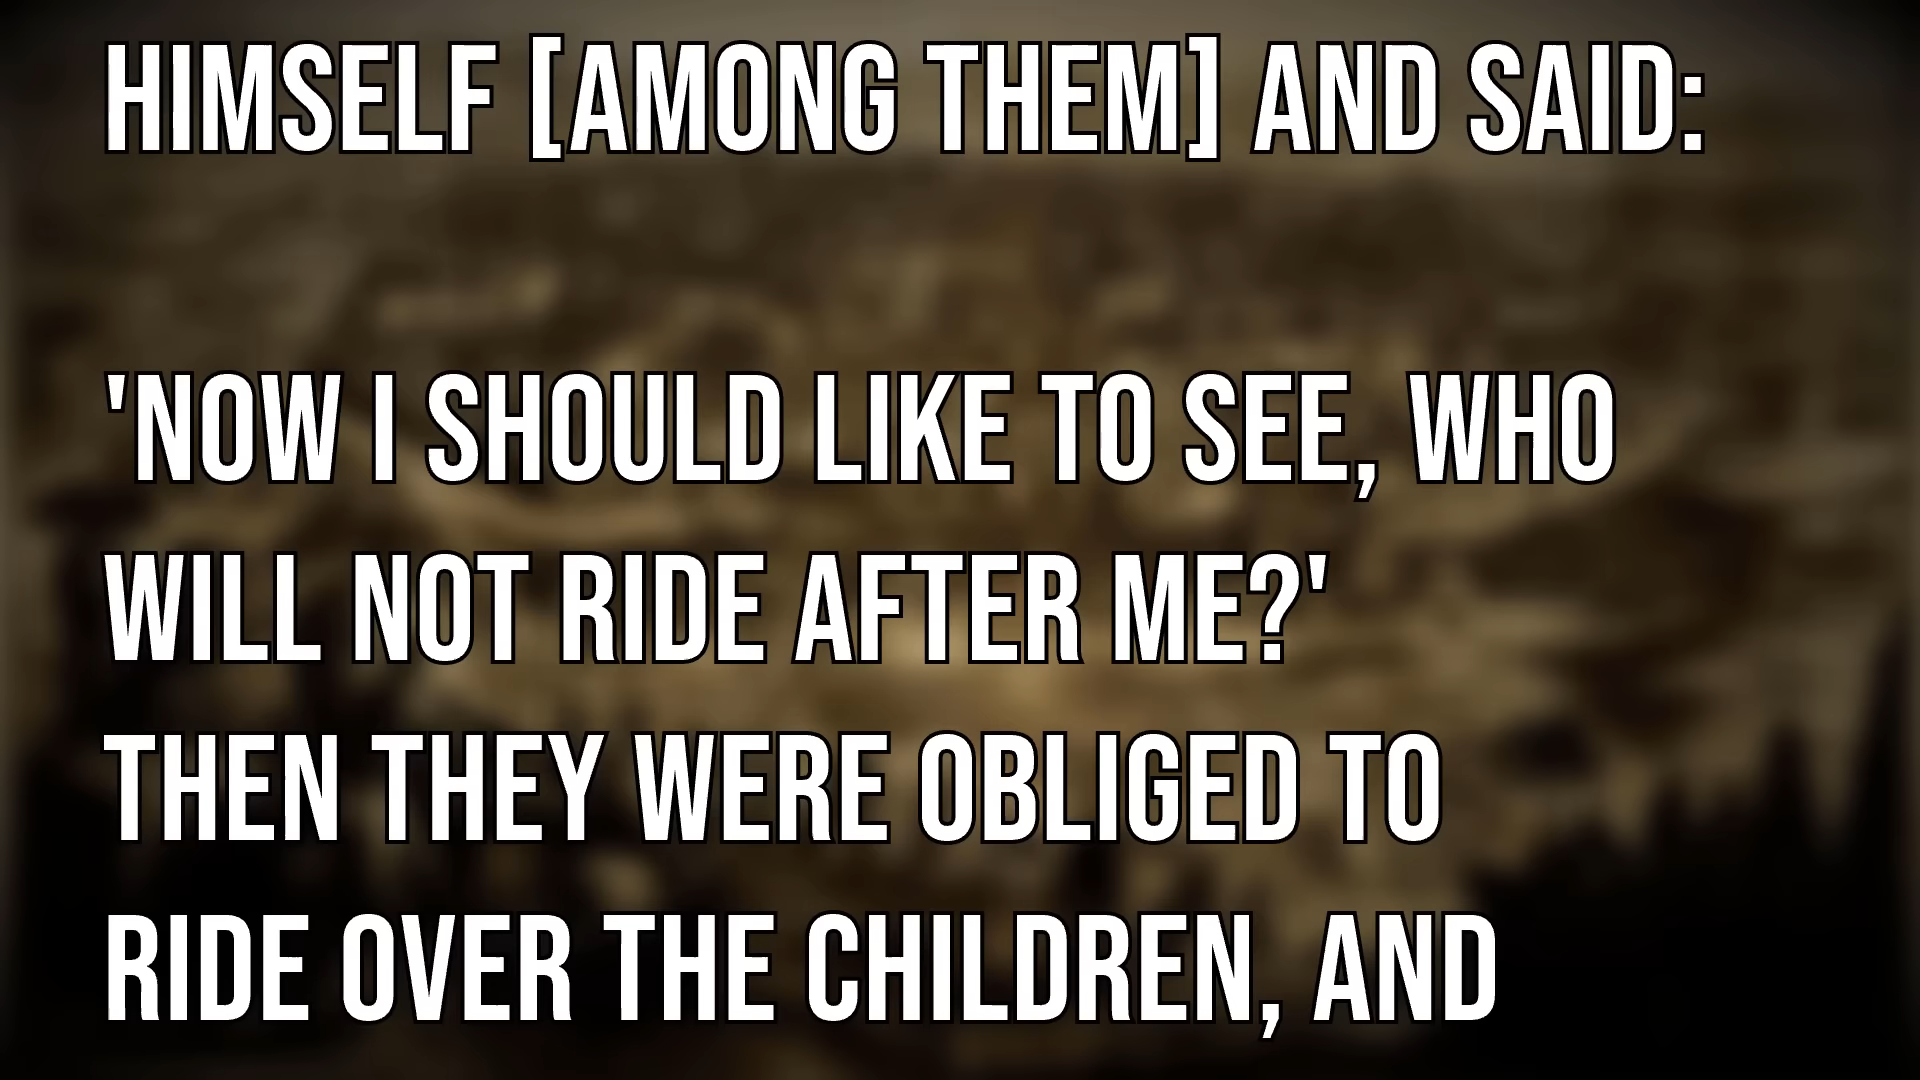 HIMSELF [AMONG THEM] AND SAID:
'NOW I SHOULD LIKE TO SEE, WHO
WILL NOT RIDE AFTER ME?'
THEN THEY WERE OBLIGED TO
RIDE OVER THE CHILDREN, AND